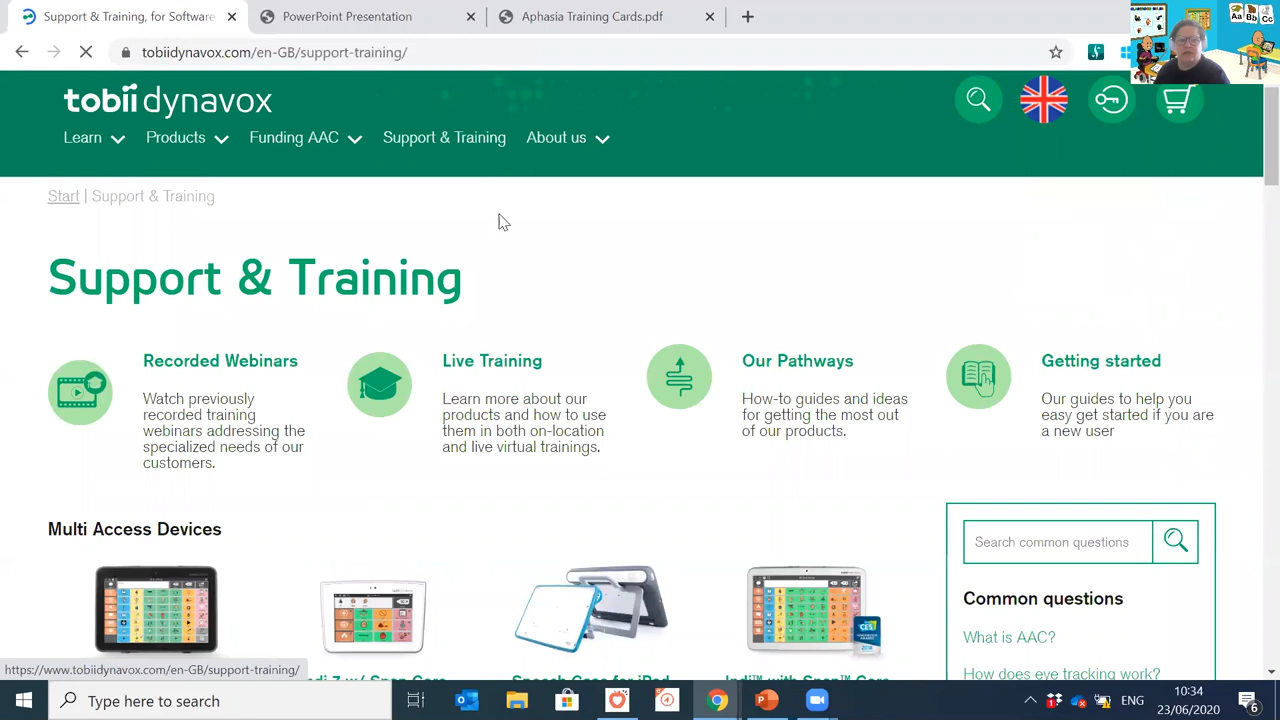 Support & Training, for Software
PowerPoint Presentation
Aphasia Training Cards.pdf
tobiidynavox.com/en-GB/support-training/
Aa Bb Cc
tobii dynavox
Learn
Products
Funding AAC
Support & Training
About us
Start | Support & Training
Support & Training
Recorded Webinars
Watch previously
recorded training
webinars addressing the
specialized needs of our
customers.
Live Training
Learn more about our
products and how to use
them in both on-location
and live virtual trainings.
Our Pathways
How-to-guides and ideas
for getting the most out
of our products.
Getting started
Our guides to help you
easy get started if you are
a new user
Multi Access Devices
Search common questions
Common questions
What is AAC?
How does eye tracking work?
https://www.tobiidynavox.com/en-GB/support-training/
Type here to search
ENG
10:34
23/06/2020
6